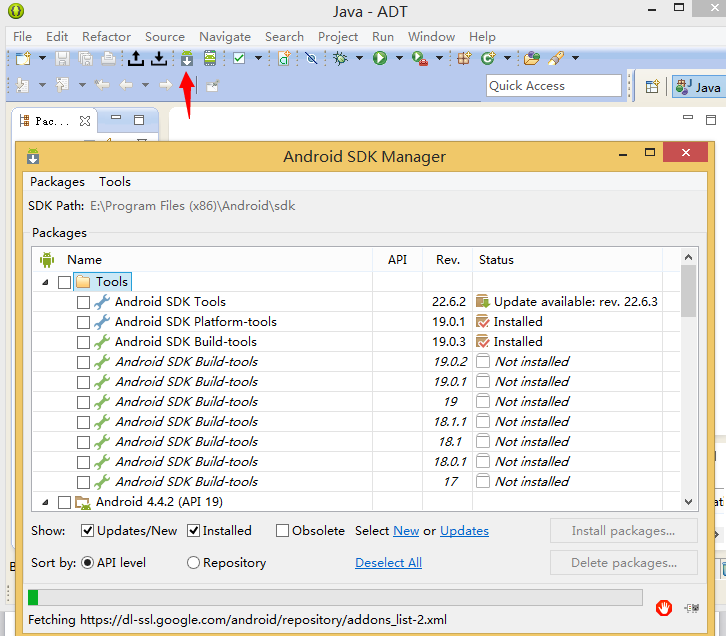 Java - ADT
File Edit Refactor Source Navigate Search Project Run Window Help
Quick Access
Java
Pac...
Android SDK Manager
Packages Tools
SDK Path: E:\Program Files (x86)\Android\sdk
Packages
Name API Rev. Status
Tools
Android SDK Tools 22.6.2 Update available: rev. 22.6.3
Android SDK Platform-tools 19.0.1 Installed
Android SDK Build-tools 19.0.3 Installed
Android SDK Build-tools 19.0.2 Not installed
Android SDK Build-tools 19.0.1 Not installed
Android SDK Build-tools 19 Not installed
Android SDK Build-tools 18.1.1 Not installed
Android SDK Build-tools 18.1 Not installed
Android SDK Build-tools 18.0.1 Not installed
Android SDK Build-tools 17 Not installed
Android 4.4.2 (API 19)
Show: Updates/New Installed Obsolete Select New or Updates Install packages...
Sort by: API level Repository Deselect All Delete packages...
Fetching https://dl-ssl.google.com/android/repository/addons_list-2.xml